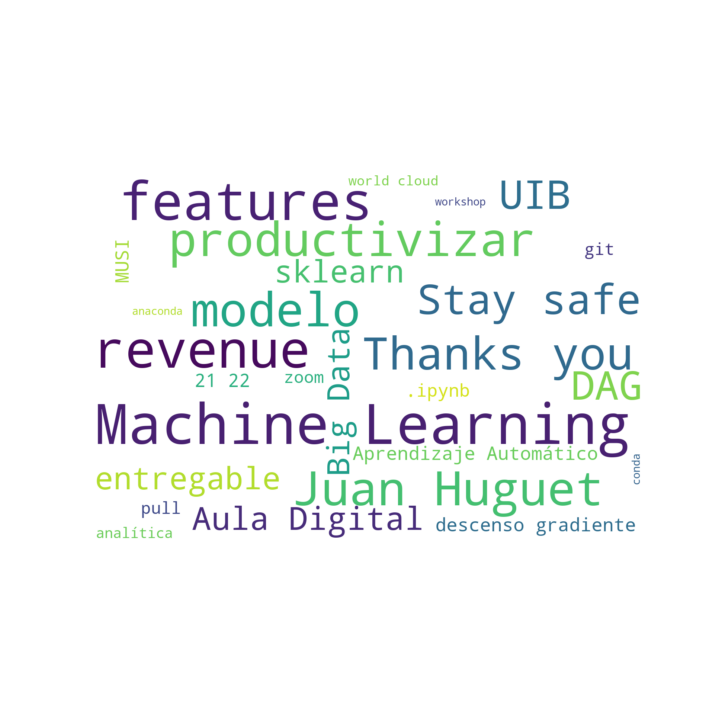 world cloud
features
workshop
UIB
productivizar
MUSI
git
sklearn
modelo
Stay safe
anaconda
revenue
Thanks you
Big Data
21 22
zoom
.ipynb
DAG
Machine Learning
Aprendizaje Automático
entregable
Juan Huguet
conda
pull
Aula Digital
descenso gradiente
analítica